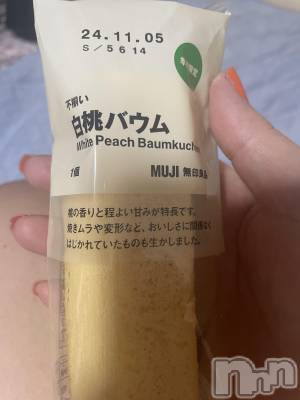 24.11.05
S/5614
不揃い
白桃バウム
White Peach Baumkuchen
1個
MUJI 無印良品
桃の香りと程よい甘みが特長です。
焼きムラや変形など、おいしさに関係なく
はじかれていたものも生かしました。